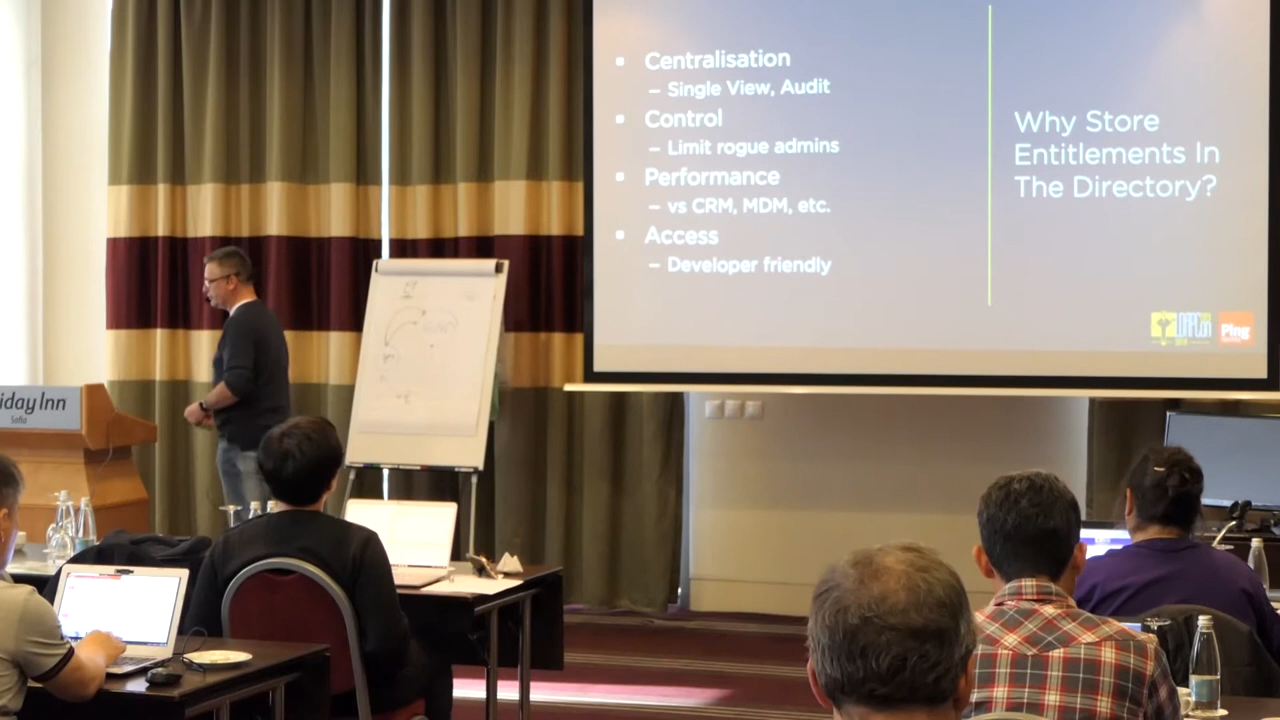 ▪ Centralisation
– Single View, Audit
▪ Control
– Limit rogue admins
▪ Performance
– vs CRM, MDM, etc.
▪ Access
– Developer friendly
Why Store
Entitlements In
The Directory?
LDAPCon
Ping
iday Inn
Sofia